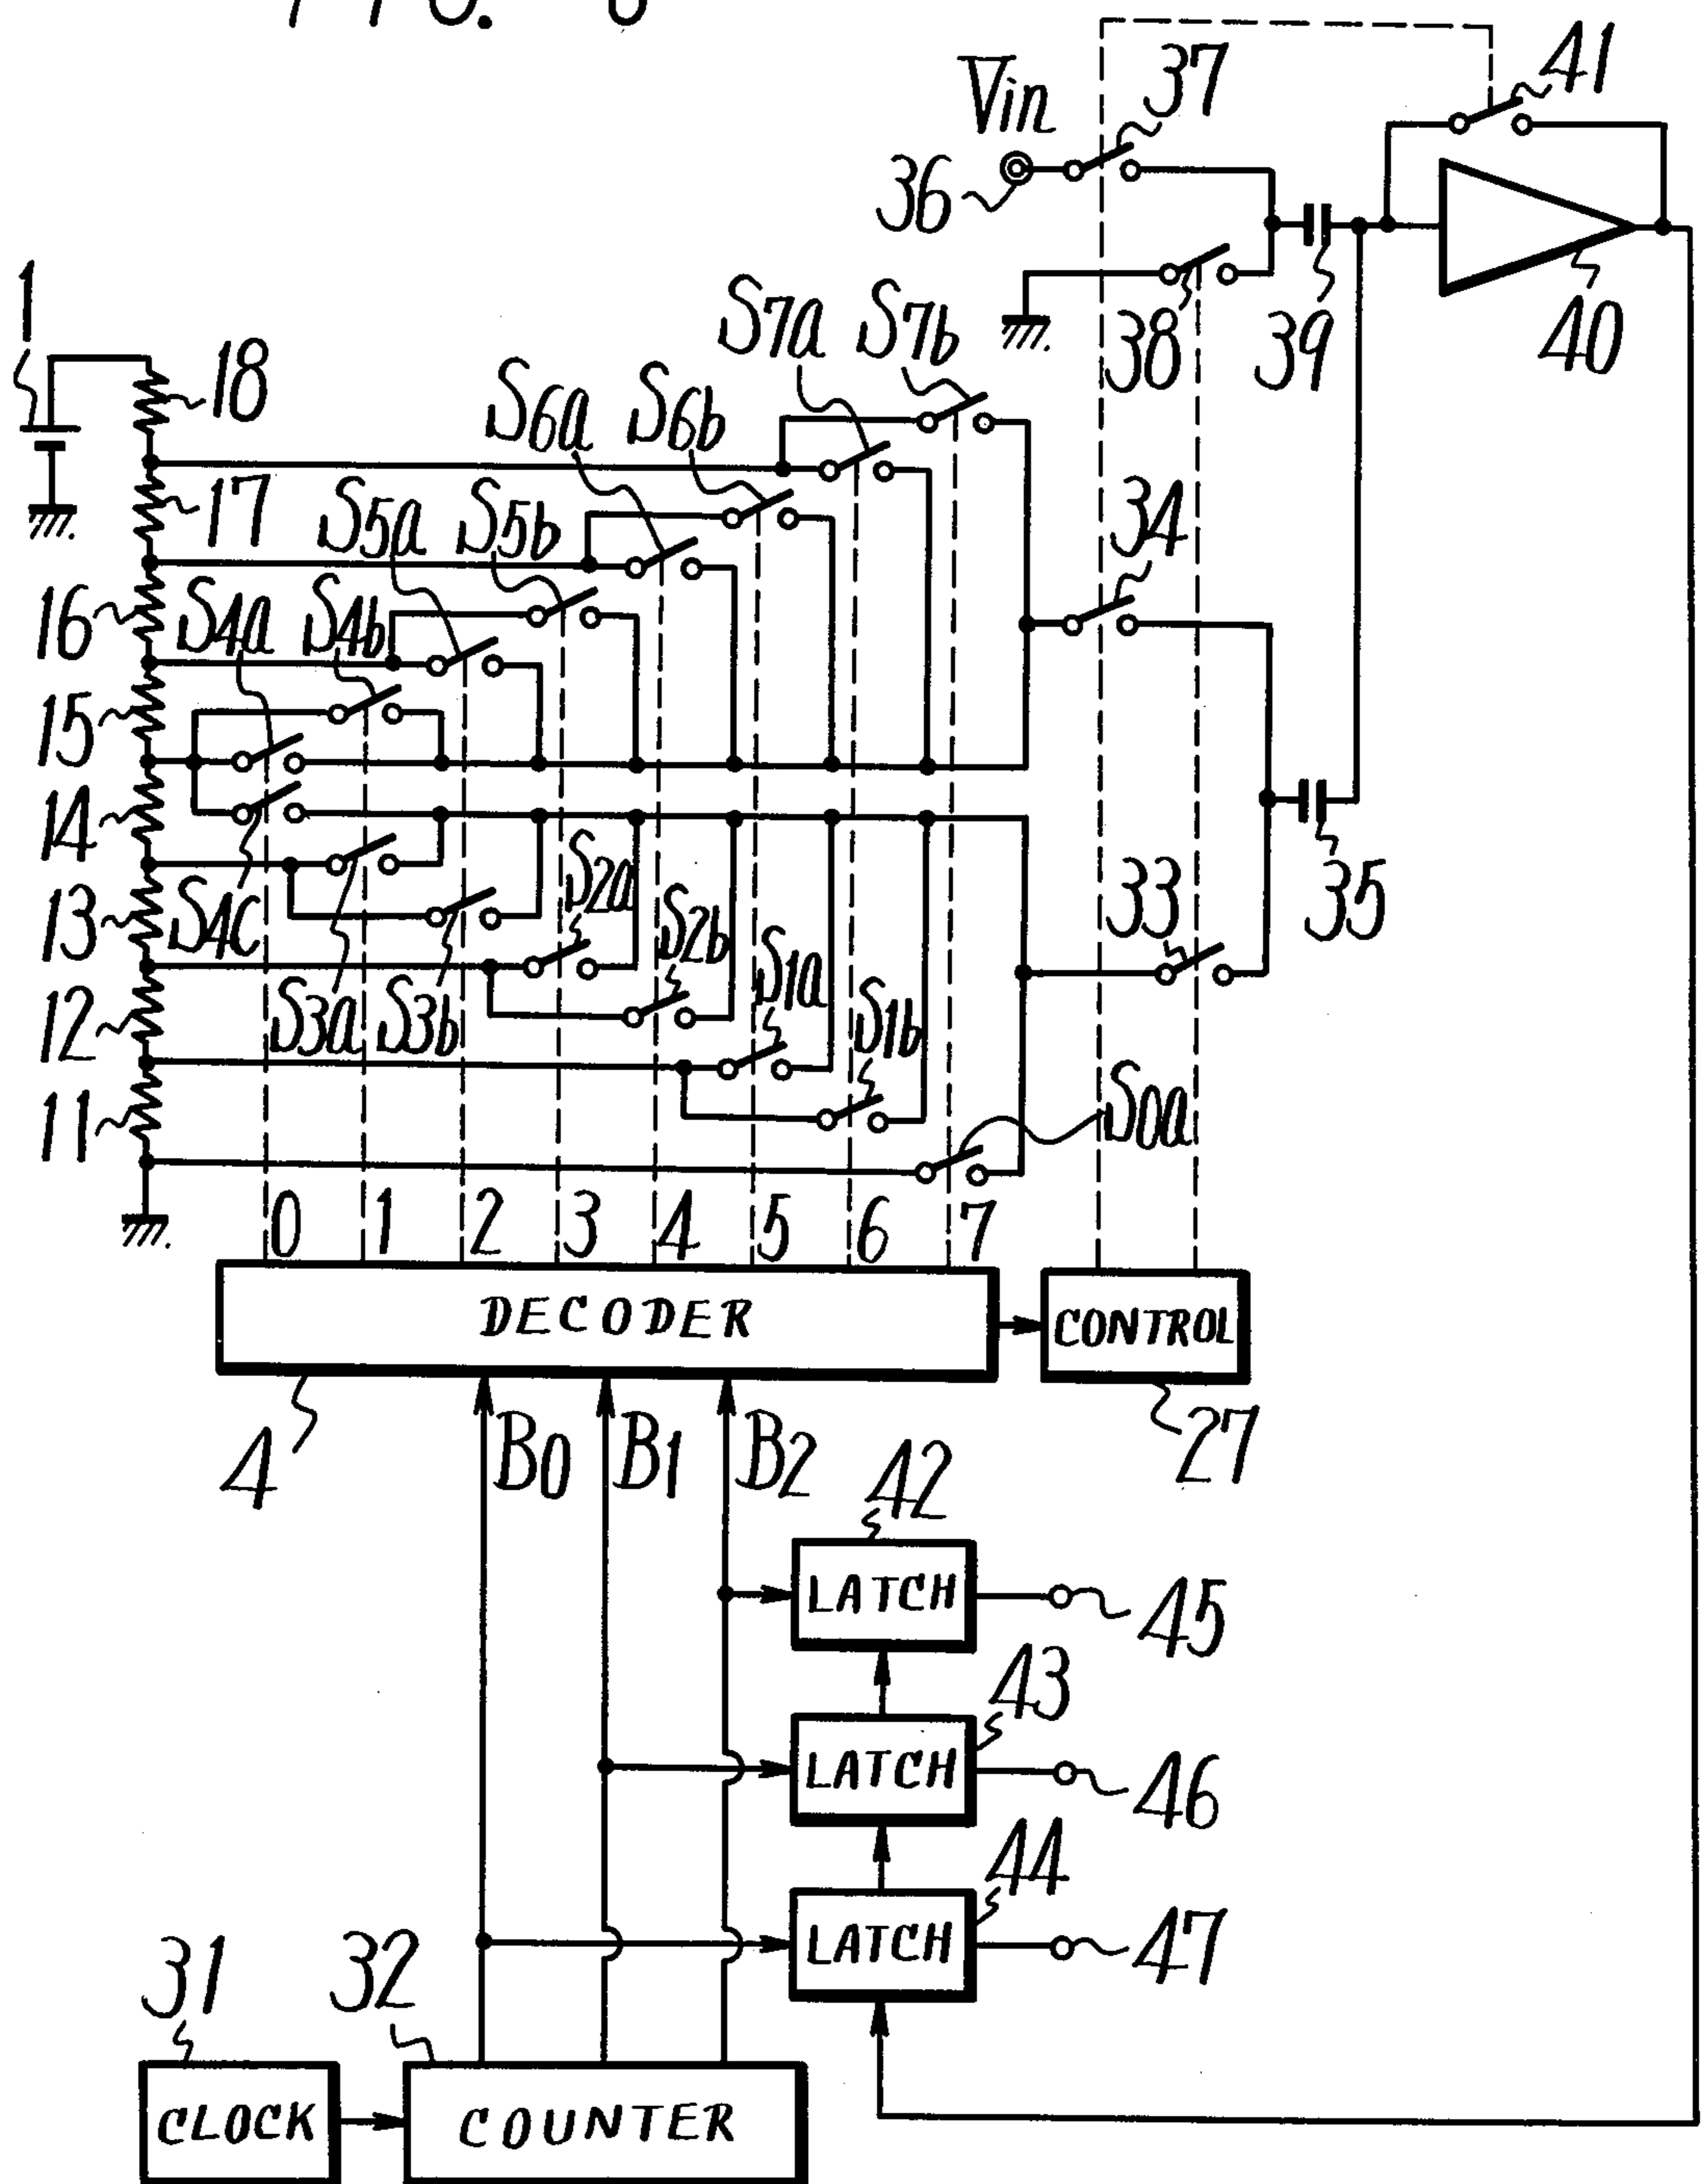 FIG. 8
41
37
Vin
36
1
38
39
40
S7a S7b
18
S6a S6b
17
S5a S5b
34
16
S4a S4b
15
14
S2a
33
35
13
S4c
S2b
S1a
12
S3a S3b
S1b
11
S0a
0 1 2 3 4 5 6 7
DECODER
CONTROL
4
B0 B1 B2
27
42
LATCH
45
43
LATCH
46
44
LATCH
47
31
32
CLOCK
COUNTER